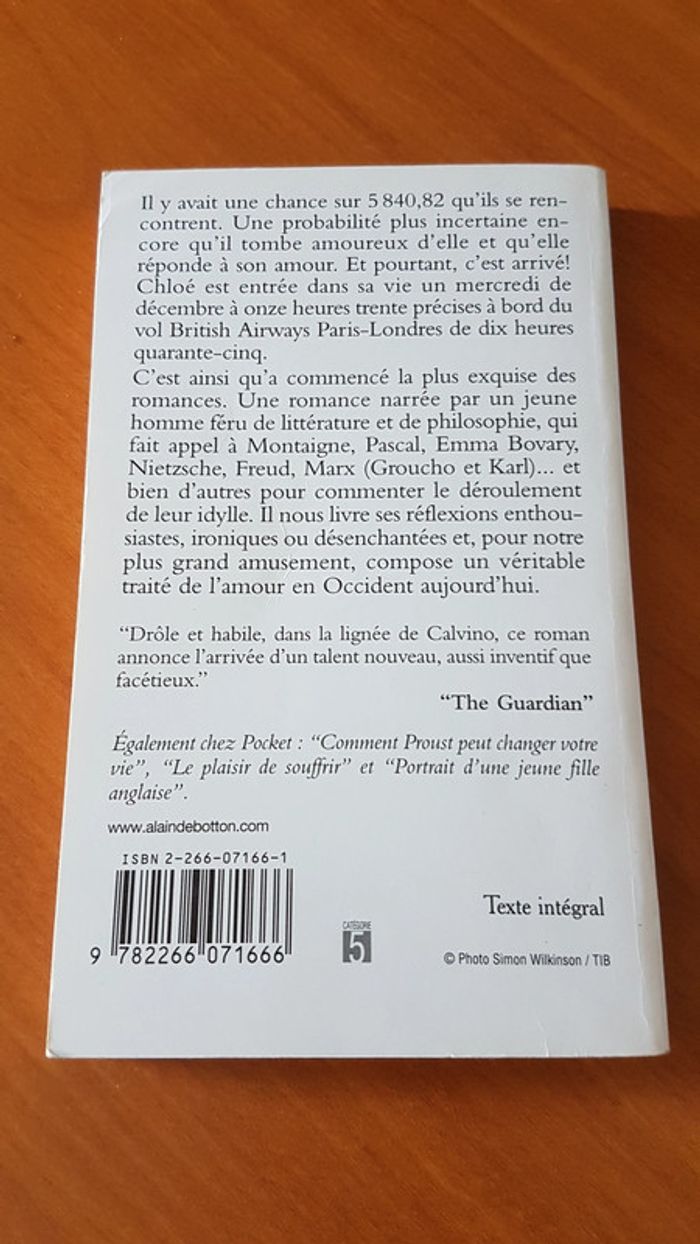 Il y avait une chance sur 5 840,82 qu'ils se ren-
contrent. Une probabilité plus incertaine en-
core qu'il tombe amoureux d'elle et qu'elle
réponde à son amour. Et pourtant, c'est arrivé!
Chloé est entrée dans sa vie un mercredi de
décembre à onze heures trente précises à bord du
vol British Airways Paris-Londres de dix heures
quarante-cinq.
C'est ainsi qu'a commencé la plus exquise des
romances. Une romance narrée par un jeune
homme féru de littérature et de philosophie, qui
fait appel à Montaigne, Pascal, Emma Bovary,
Nietzsche, Freud, Marx (Groucho et Karl)... et
bien d'autres pour commenter le déroulement
de leur idylle. Il nous livre ses réflexions enthou-
siastes, ironiques ou désenchantées et, pour notre
plus grand amusement, compose un véritable
traité de l'amour en Occident aujourd'hui.
“Drôle et habile, dans la lignée de Calvino, ce roman
annonce l'arrivée d'un talent nouveau, aussi inventif que
facétieux.”
“The Guardian”
Également chez Pocket : “Comment Proust peut changer votre
vie”, “Le plaisir de souffrir” et “Portrait d'une jeune fille
anglaise”.
www.alaindebotton.com
ISBN 2-266-07166-1
9 782266 071666
CATÉGORIE
5
Texte intégral
© Photo Simon Wilkinson / TIB